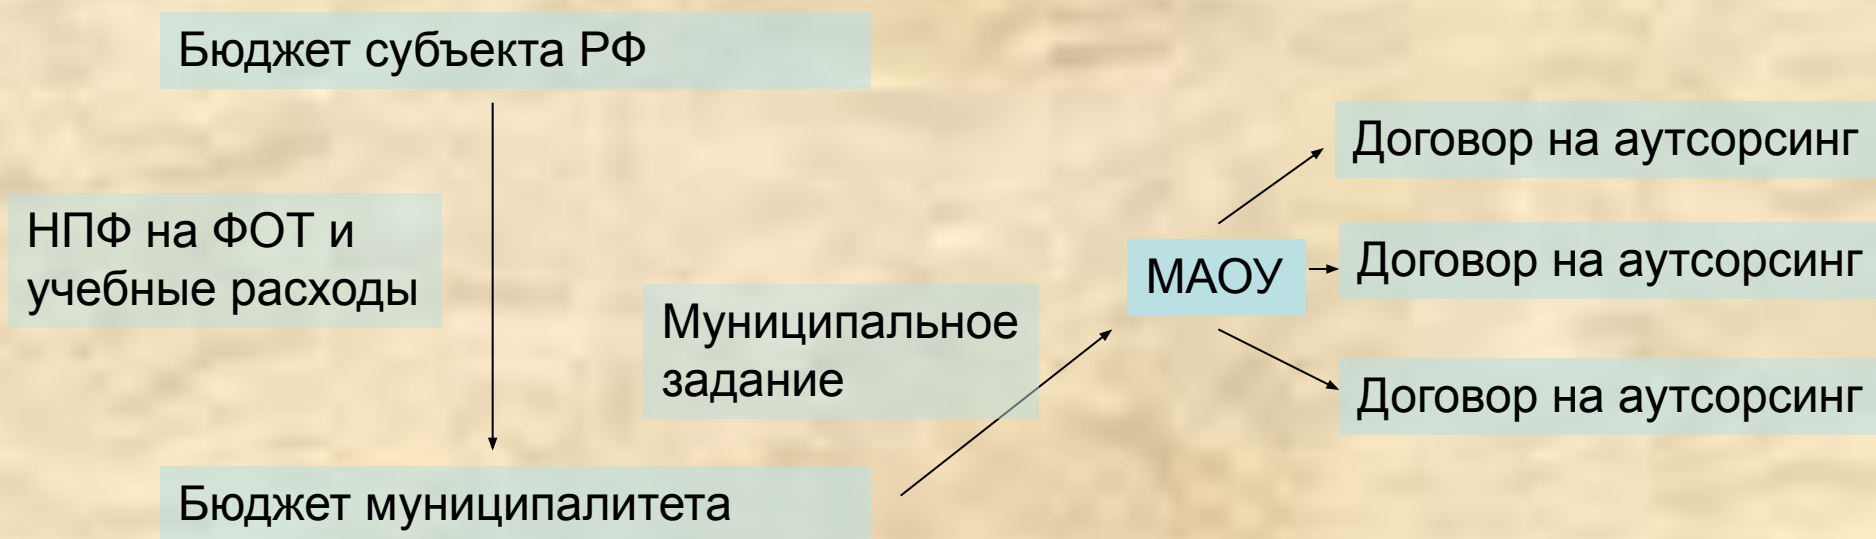 Бюджет субъекта РФ
НПФ на ФОТ и
учебные расходы
Бюджет муниципалитета
Муниципальное
задание
МАОУ
Договор на аутсорсинг
Договор на аутсорсинг
Договор на аутсорсинг